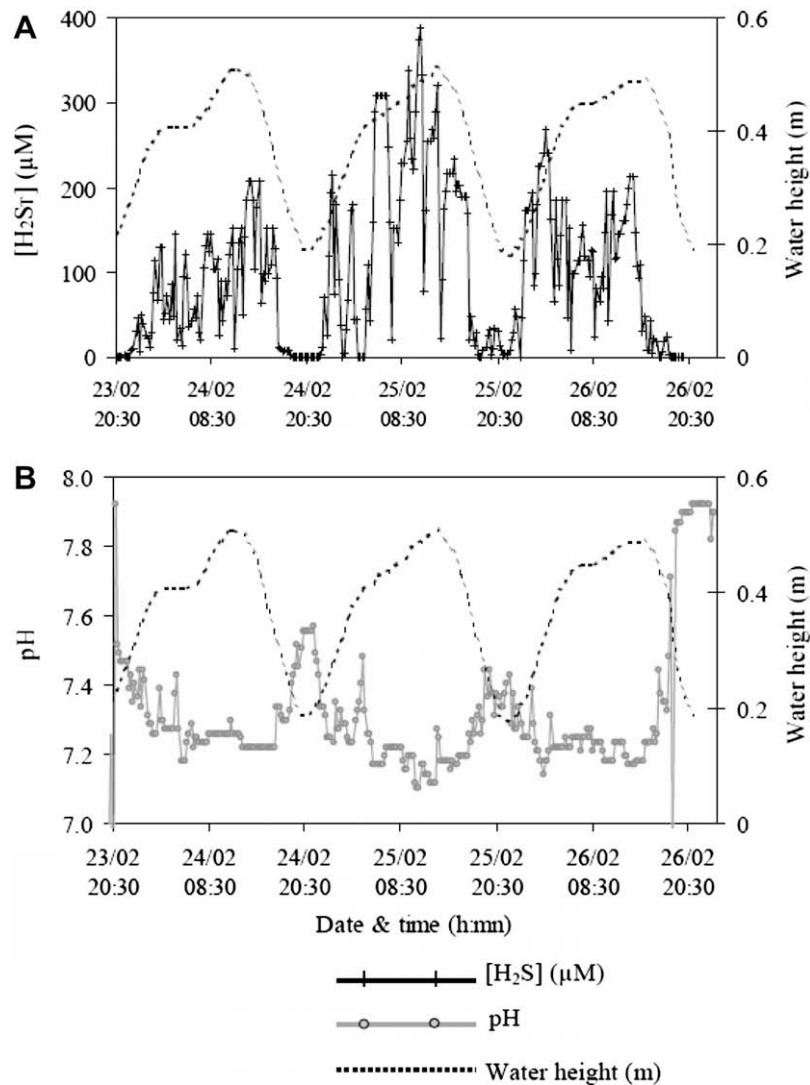 A
400
300
200
100
0
[H₂Sᴛ] (µM)
0.6
0.4
0.2
0
Water height (m)
23/02 24/02 24/02 25/02 25/02 26/02 26/02
20:30 08:30 20:30 08:30 20:30 08:30 20:30
B
8.0
7.8
7.6
7.4
7.2
7.0
pH
0.6
0.4
0.2
0
Water height (m)
23/02 24/02 24/02 25/02 25/02 26/02 26/02
20:30 08:30 20:30 08:30 20:30 08:30 20:30
Date & time (h:mn)
[H₂S] (µM)
pH
Water height (m)